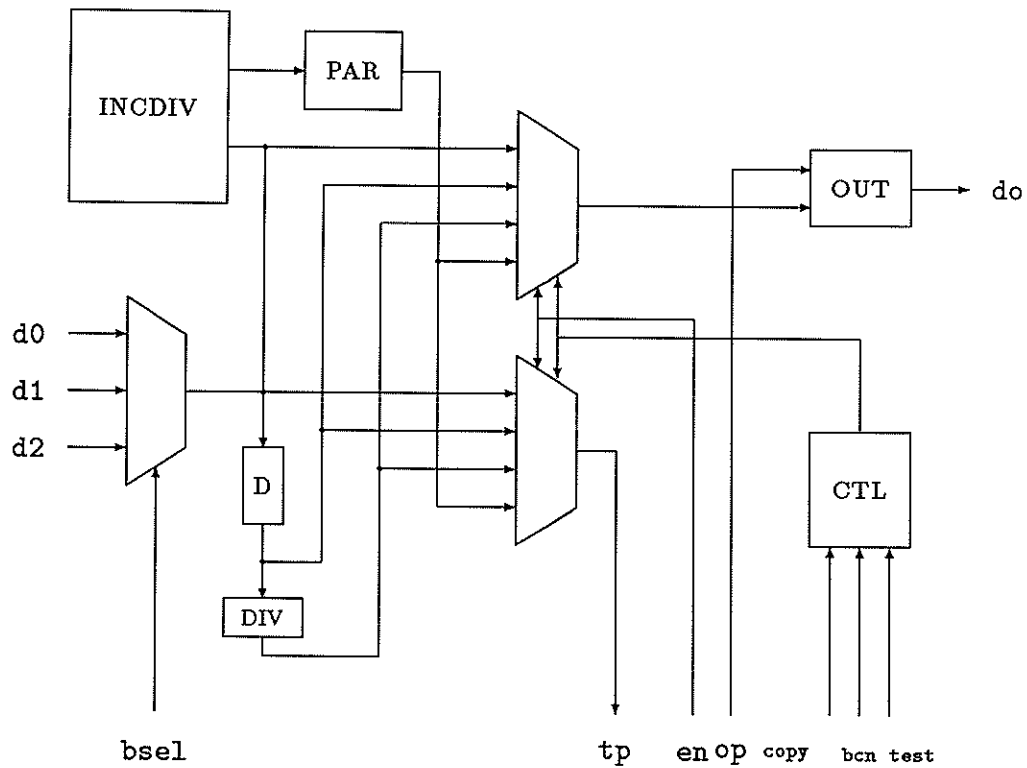 PAR
INCDIV
OUT
do
d0
d1
d2
D
CTL
DIV
bsel
tp
en
op
copy
bcn
test